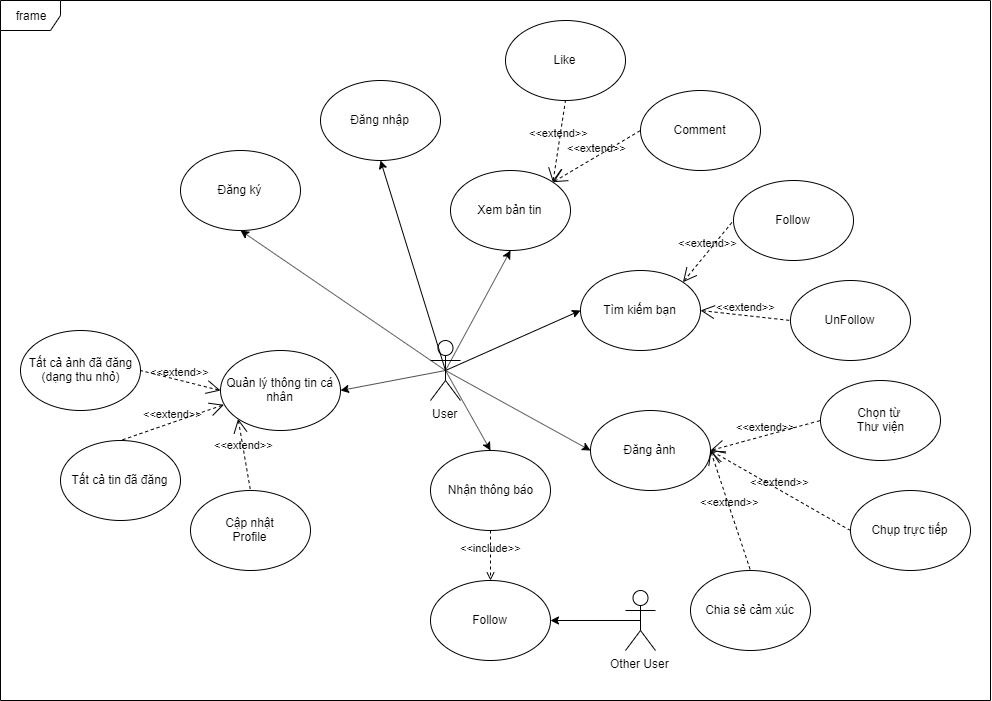 frame
Like
Đăng nhập
<<extend>>
Comment
<<extend>>
Đăng ký
Xem bản tin
Follow
<<extend>>
Tìm kiếm bạn
<<extend>>
UnFollow
Tất cả ảnh đã đăng
(dạng thu nhỏ)
<<extend>>
Quản lý thông tin cá
nhân
User
<<extend>>
<<extend>>
Tất cả tin đã đăng
Cập nhật
Profile
Chọn từ
Thư viện
<<extend>>
Đăng ảnh
<<extend>>
<<extend>>
Nhận thông báo
Chụp trực tiếp
<<include>>
Follow
Chia sẻ cảm xúc
Other User